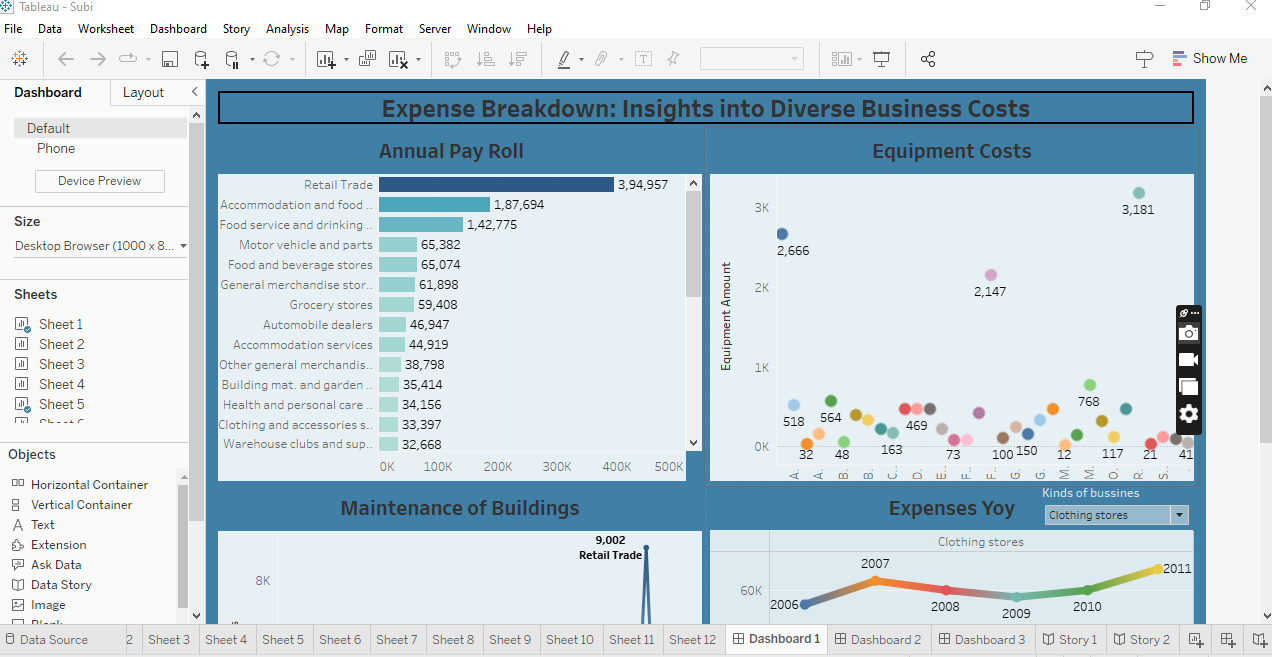 Tableau - Subi
File Data Worksheet Dashboard Story Analysis Map Format Server Window Help
Show Me
Dashboard Layout
Default
Phone
Device Preview
Size
Desktop Browser (1000 x 8...
Sheets
Sheet 1
Sheet 2
Sheet 3
Sheet 4
Sheet 5
Objects
Horizontal Container
Vertical Container
Text
Extension
Ask Data
Data Story
Image
Expense Breakdown: Insights into Diverse Business Costs
Annual Pay Roll
Retail Trade 3,94,957
Accommodation and food .. 1,87,694
Food service and drinking .. 1,42,775
Motor vehicle and parts 65,382
Food and beverage stores 65,074
General merchandise stor.. 61,898
Grocery stores 59,408
Automobile dealers 46,947
Accommodation services 44,919
Other general merchandis.. 38,798
Building mat. and garden .. 35,414
Health and personal care .. 34,156
Clothing and accessories s.. 33,397
Warehouse clubs and sup.. 32,668
0K 100K 200K 300K 400K 500K
Equipment Costs
Equipment Amount
3K
2K
1K
0K
3,181
2,666
2,147
768
518 564 469
32 48 163 73 100 150 12 117 21 41
A. A. B. B. C. D. E. F. F. G. G. M. M. O. R. S.
Maintenance of Buildings
9,002
Retail Trade
8K
Expenses Yoy
Kinds of bussines
Clothing stores
Clothing stores
60K
2006 2007 2008 2009 2010 2011
Data Source 2 Sheet 3 Sheet 4 Sheet 5 Sheet 6 Sheet 7 Sheet 8 Sheet 9 Sheet 10 Sheet 11 Sheet 12 Dashboard 1 Dashboard 2 Dashboard 3 Story 1 Story 2